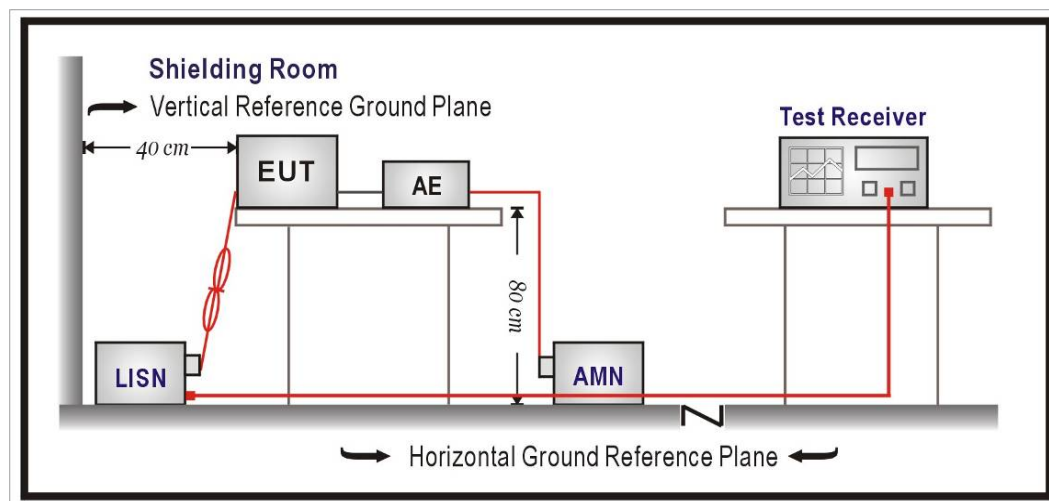 Shielding Room
Vertical Reference Ground Plane
Test Receiver
40 cm
EUT
AE
80 cm
LISN
AMN
Horizontal Ground Reference Plane